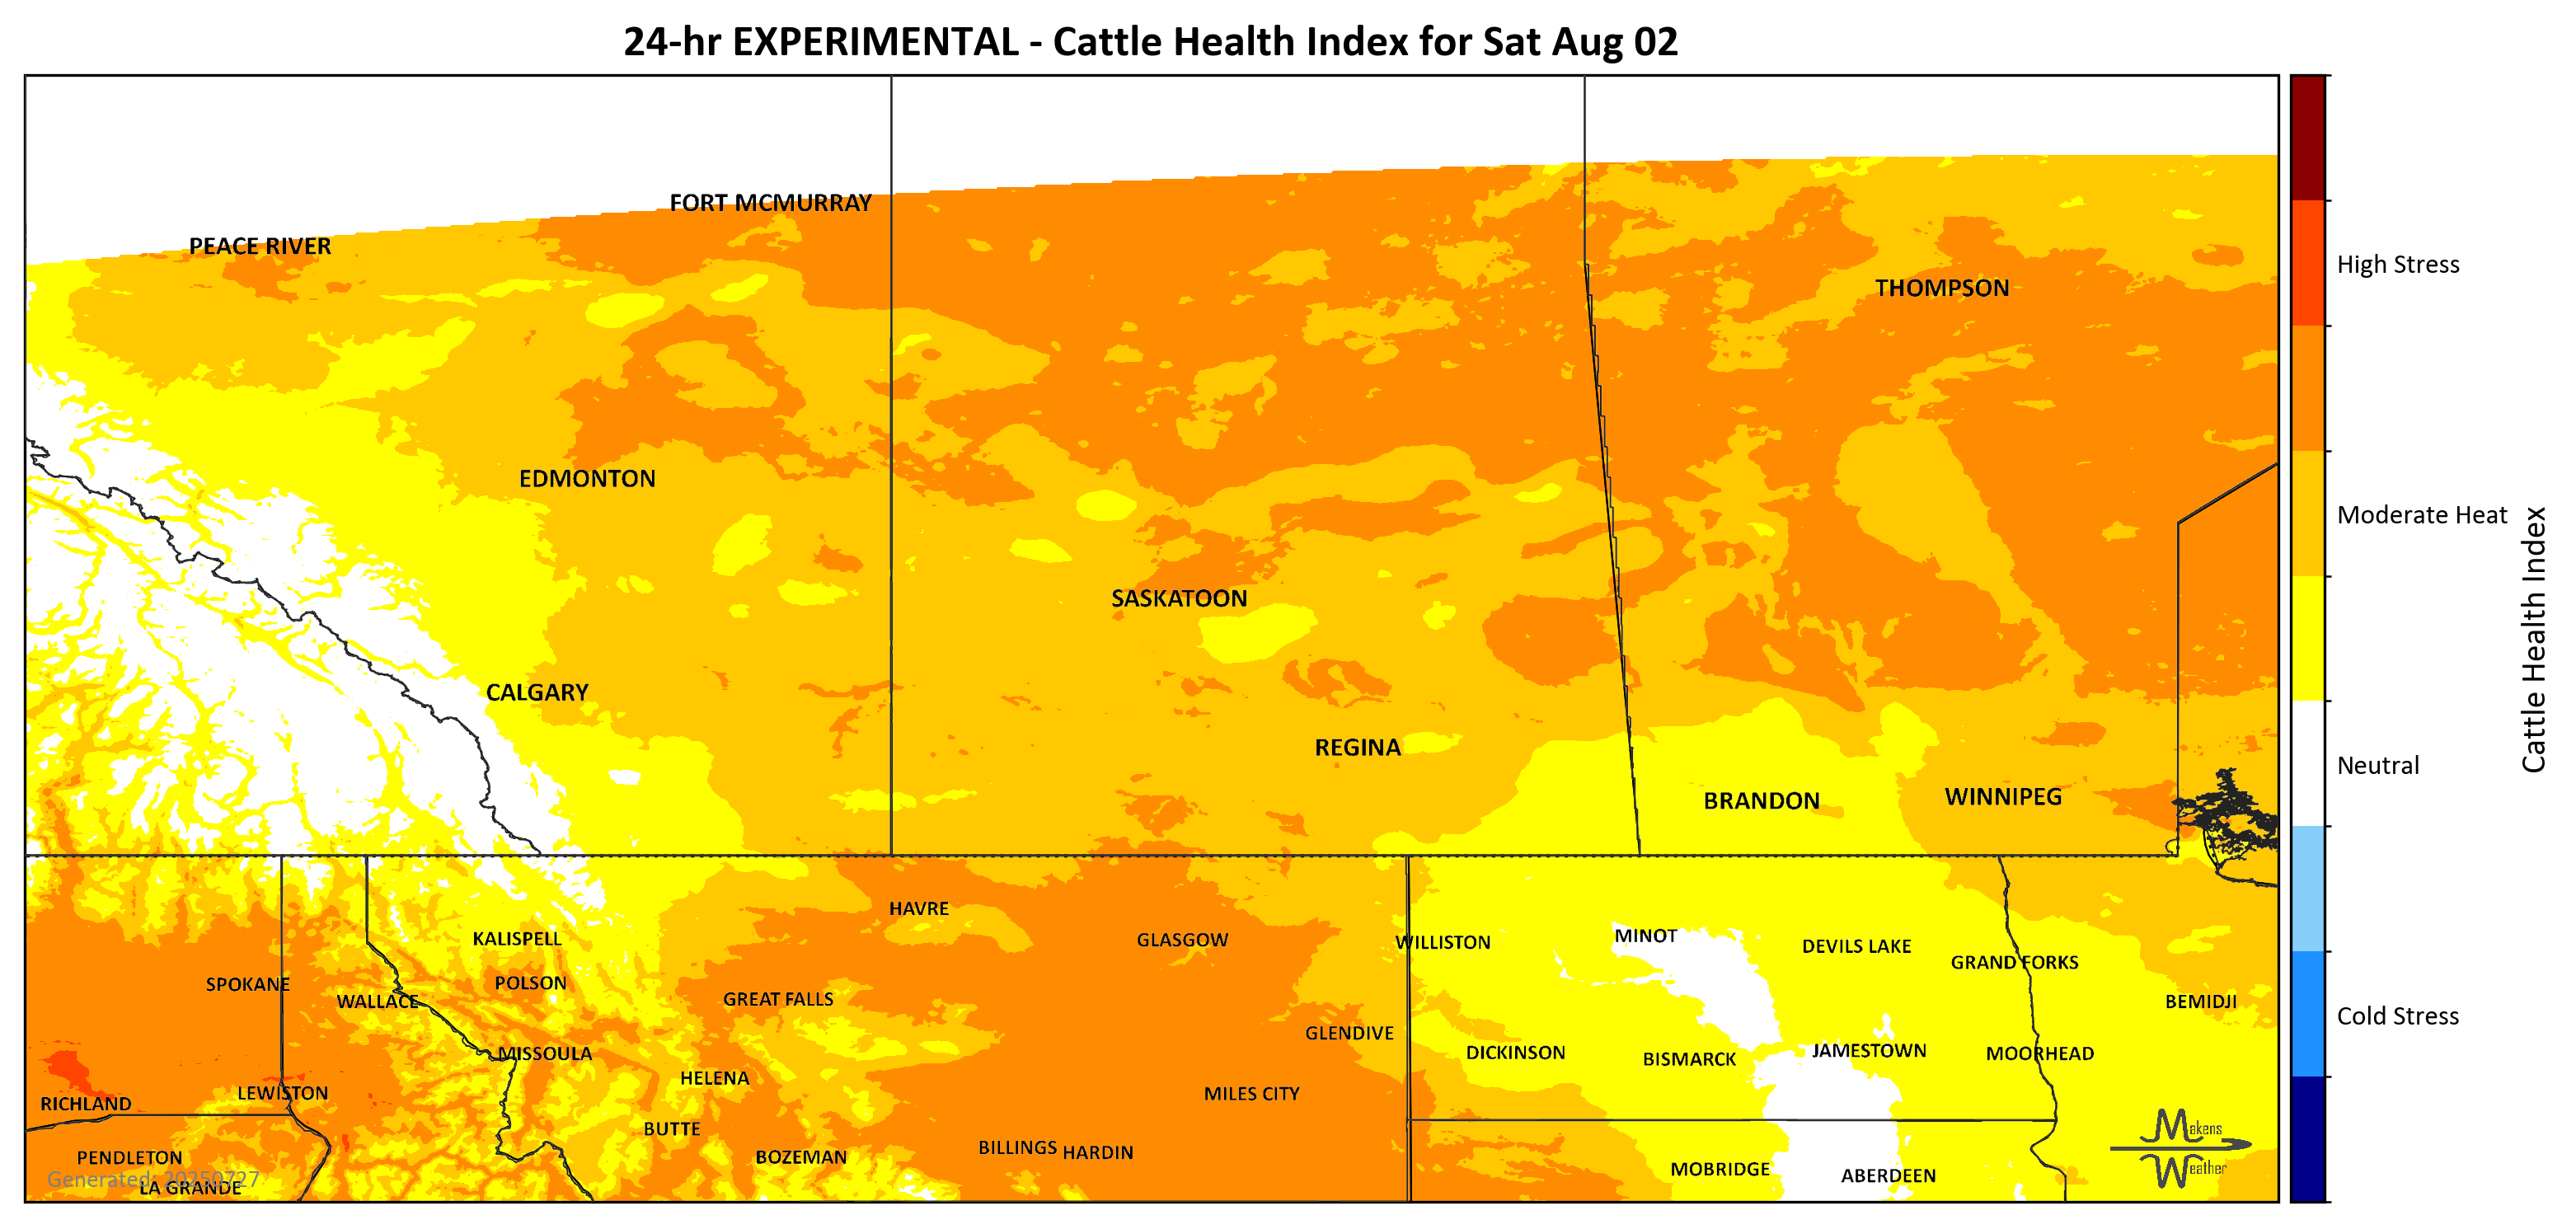 24-hr EXPERIMENTAL - Cattle Health Index for Sat Aug 02
FORT MCMURRAY
PEACE RIVER
High Stress
THOMPSON
EDMONTON
Moderate Heat
SASKATOON
Cattle Health Index
CALGARY
REGINA
Neutral
BRANDON
WINNIPEG
HAVRE
KALISPELL
GLASGOW
WILLISTON
MINOT
DEVILS LAKE
GRAND FORKS
SPOKANE
POLSON
WALLACE
GREAT FALLS
BEMIDJI
Cold Stress
GLENDIVE
MISSOULA
DICKINSON
BISMARCK
JAMESTOWN
MOORHEAD
HELENA
LEWISTON
MILES CITY
RICHLAND
BUTTE
Makens
Weather
PENDLETON
BOZEMAN
BILLINGS
HARDIN
MOBRIDGE
ABERDEEN
Generated: 20250727
LA GRANDE